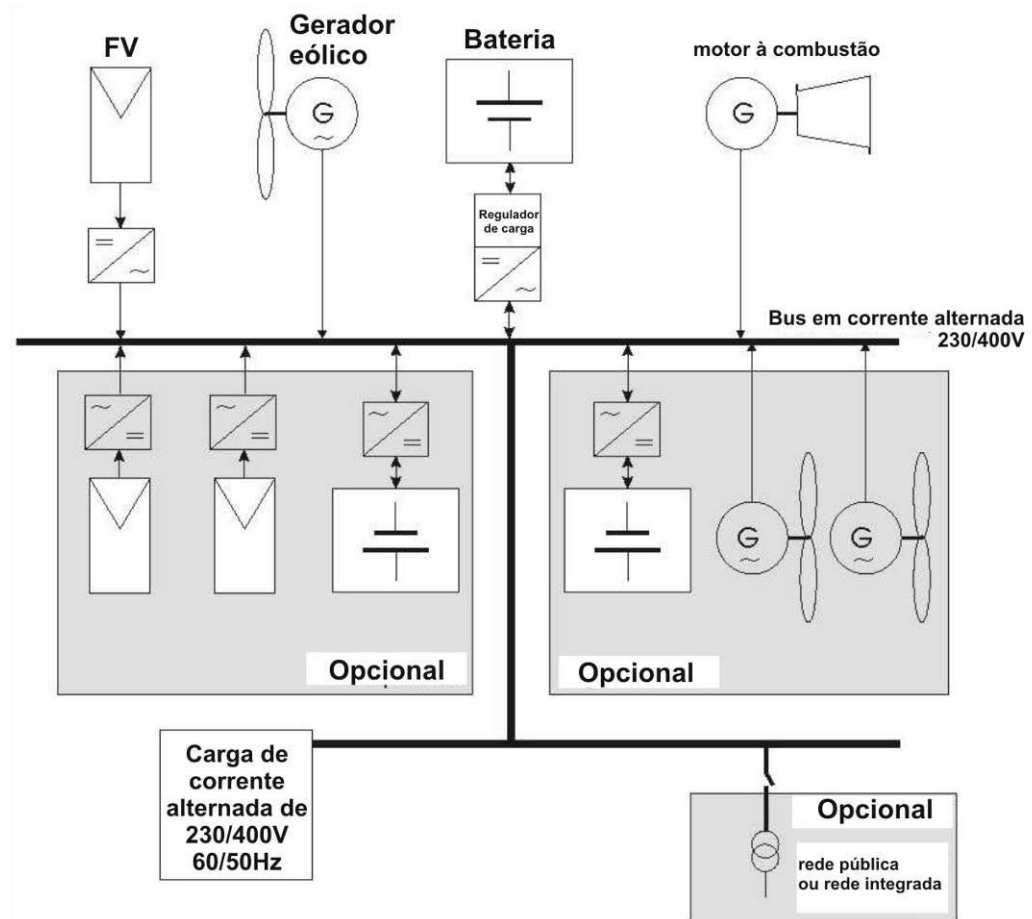 FV
Gerador
eólico
Bateria
motor à combustão
G
~
G
Regulador
de carga
=
~
=
~
Bus em corrente alternada
230/400V
~
=
~
=
~
=
~
=
G
~
G
~
Opcional
Opcional
Carga de
corrente
alternada de
230/400V
60/50Hz
Opcional
rede pública
ou rede integrada